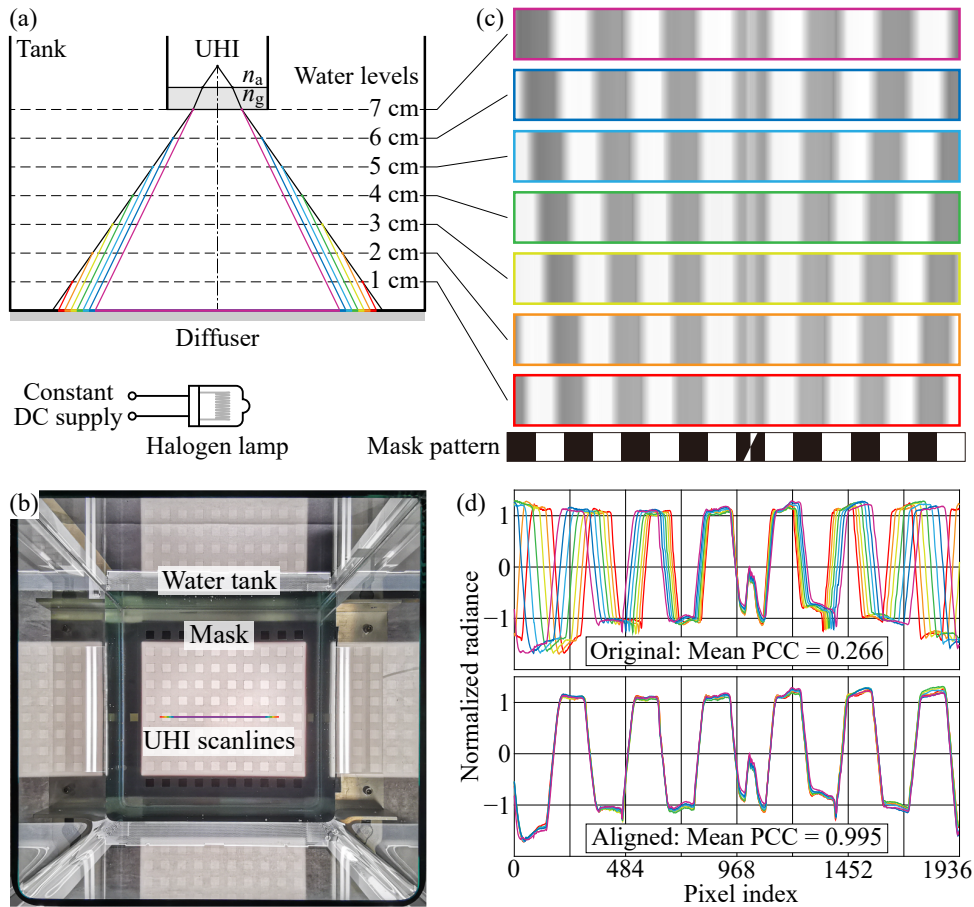 (a)
Tank
UHI
nₐ
n_g
Water levels
7 cm
6 cm
5 cm
4 cm
3 cm
2 cm
1 cm
Diffuser
Constant
DC supply
Halogen lamp
(b)
Water tank
Mask
UHI scanlines
(c)
Mask pattern
(d)
Normalized radiance
1
0
−1
Original: Mean PCC = 0.266
1
0
−1
Aligned: Mean PCC = 0.995
0
484
968
1452
1936
Pixel index